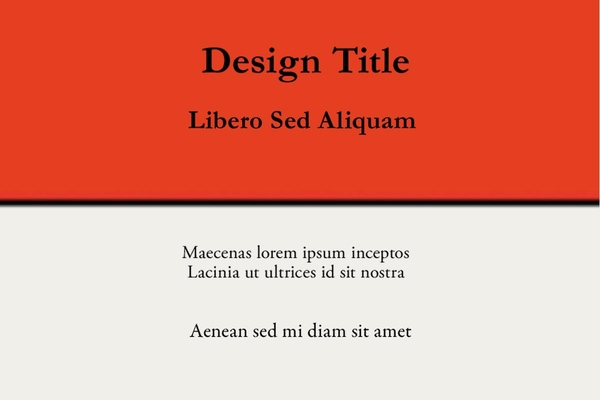 Design Title
Libero Sed Aliquam
Maecenas lorem ipsum inceptos
Lacinia ut ultrices id sit nostra
Aenean sed mi diam sit amet